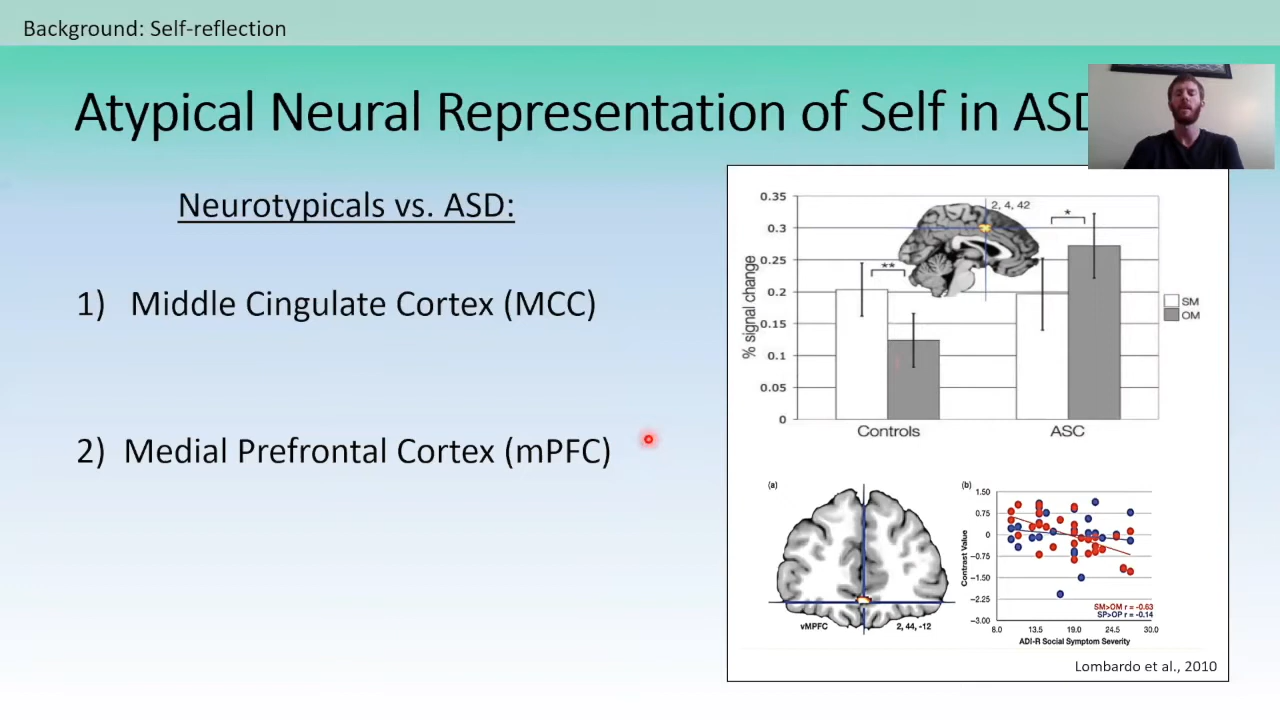 Background: Self-reflection
Atypical Neural Representation of Self in ASD
Neurotypicals vs. ASD:
1) Middle Cingulate Cortex (MCC)
2) Medial Prefrontal Cortex (mPFC)
0.35
0.3
0.25
0.2
0.15
0.1
0.05
0
% signal change
2, 4, 42
**
*
SM
OM
Controls
ASC
(a)
vMPFC
2, 44, -12
(b)
1.50
0.75
0
-0.75
-1.50
-2.25
-3.00
Contrast Value
SM>OM r = -0.63
SP>OP r = -0.14
8.0 13.5 19.0 24.5 30.0
ADI-R Social Symptom Severity
Lombardo et al., 2010